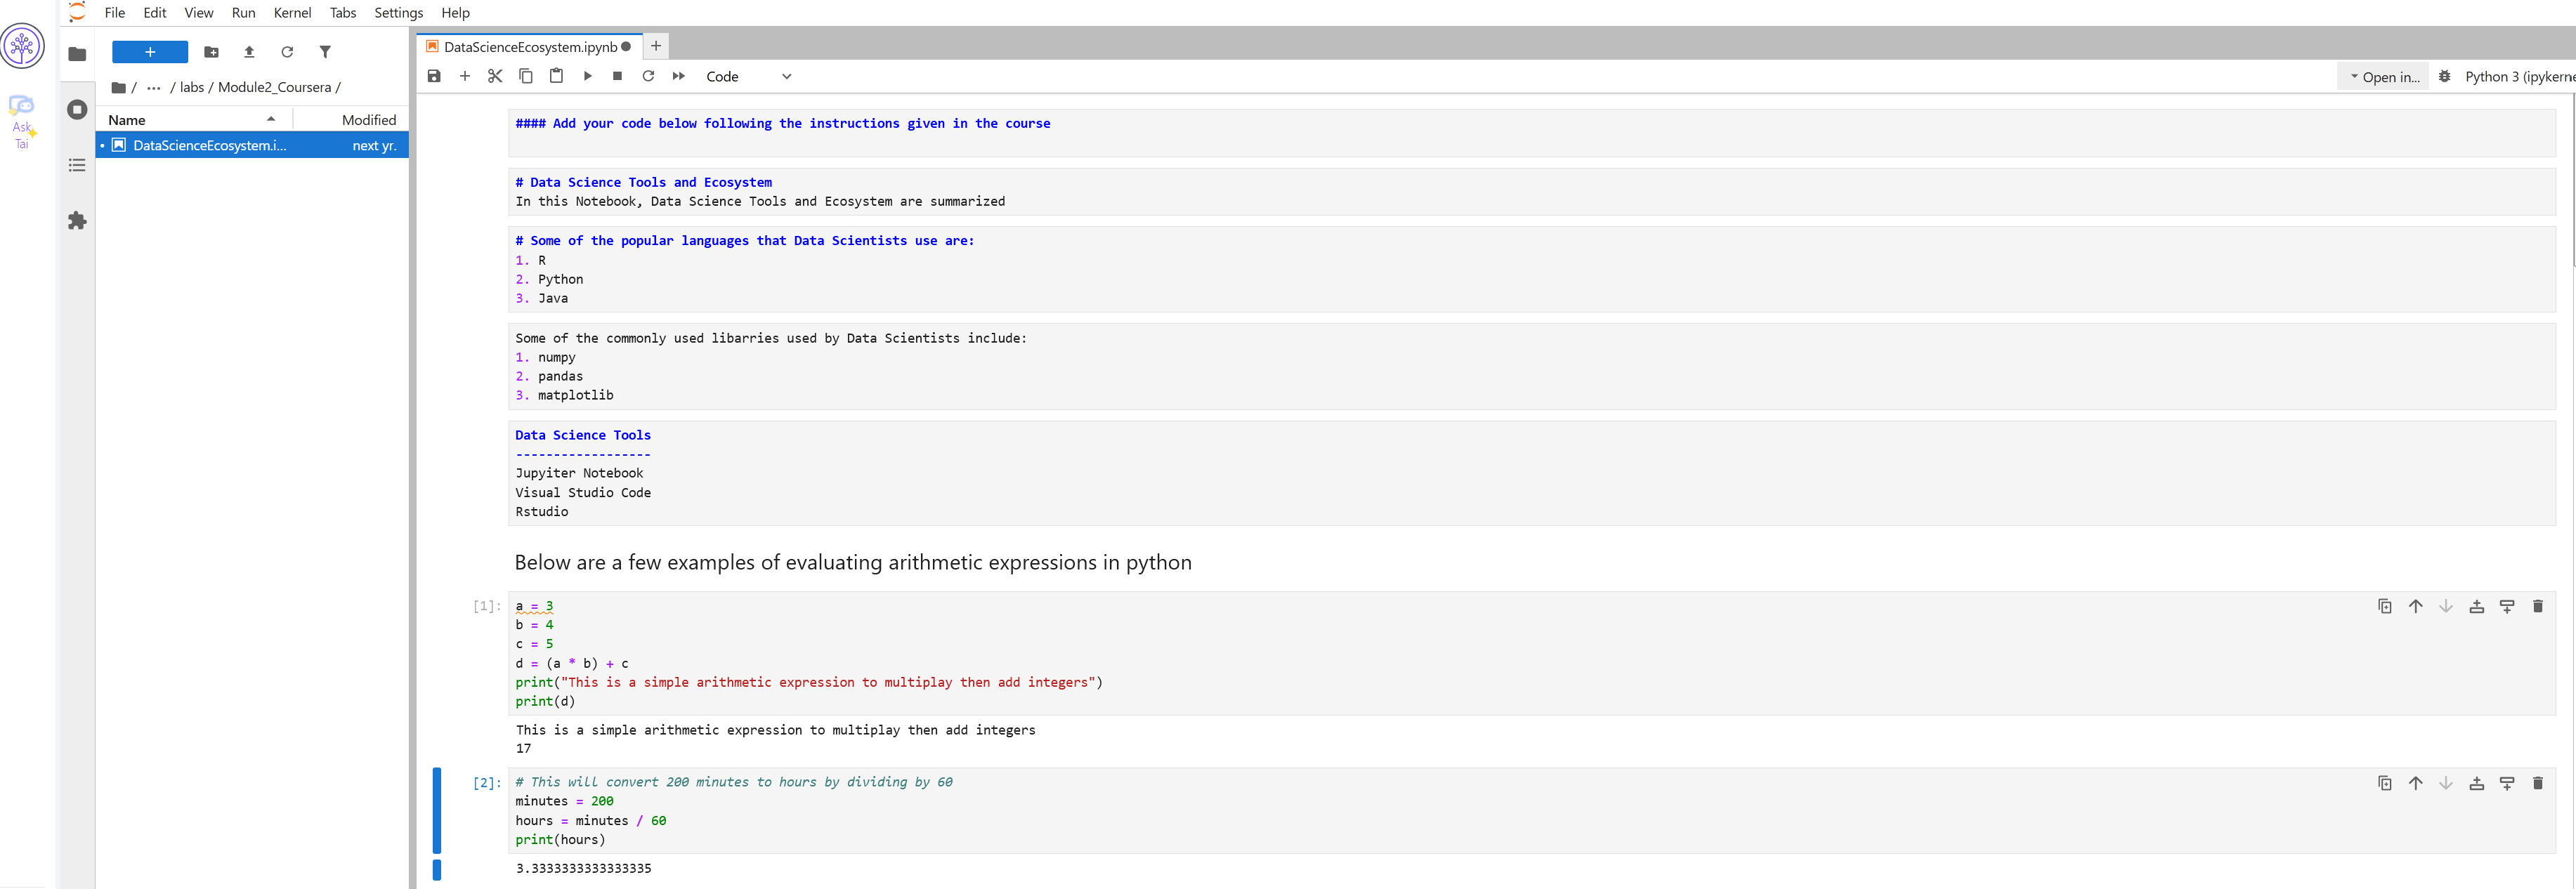 File Edit View Run Kernel Tabs Settings Help
Ask
Tai
+
/ ... / labs / Module2_Coursera /
Name Modified
DataScienceEcosystem.i... next yr.
DataScienceEcosystem.ipynb
Code
Open in... Python 3 (ipykerne
#### Add your code below following the instructions given in the course
# Data Science Tools and Ecosystem
In this Notebook, Data Science Tools and Ecosystem are summarized
# Some of the popular languages that Data Scientists use are:
1. R
2. Python
3. Java
Some of the commonly used libarries used by Data Scientists include:
1. numpy
2. pandas
3. matplotlib
Data Science Tools
------------------
Jupyiter Notebook
Visual Studio Code
Rstudio
Below are a few examples of evaluating arithmetic expressions in python
[1]: a = 3
b = 4
c = 5
d = (a * b) + c
print("This is a simple arithmetic expression to multiplay then add integers")
print(d)
This is a simple arithmetic expression to multiplay then add integers
17
[2]: # This will convert 200 minutes to hours by dividing by 60
minutes = 200
hours = minutes / 60
print(hours)
3.3333333333333335